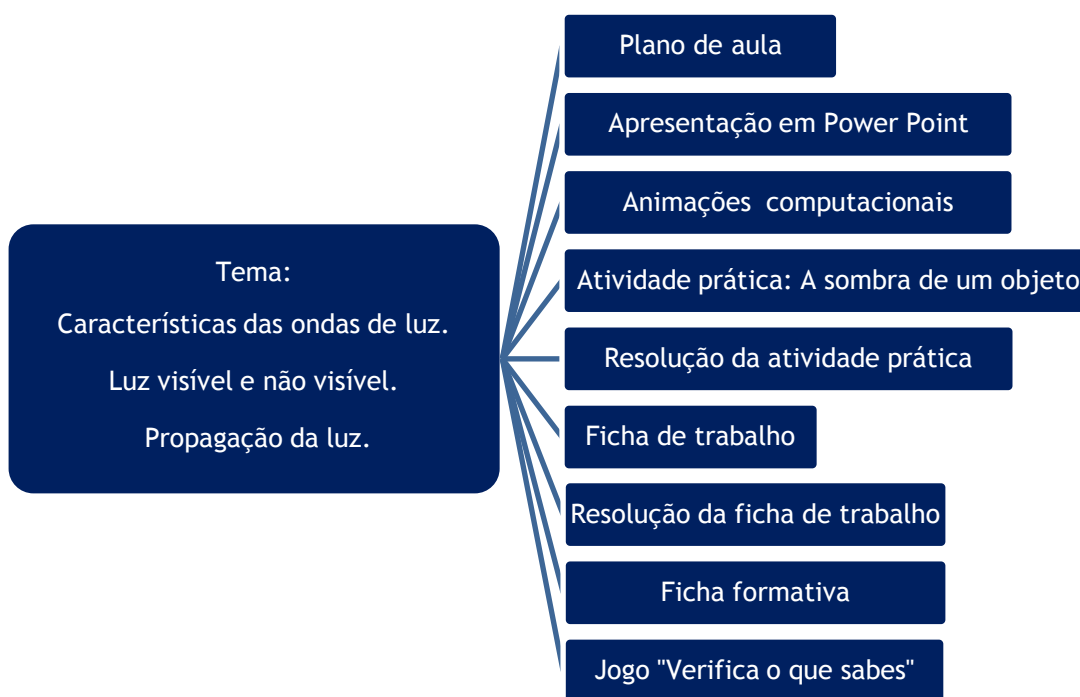 Tema:
Características das ondas de luz.
Luz visível e não visível.
Propagação da luz.
Plano de aula
Apresentação em Power Point
Animações computacionais
Atividade prática: A sombra de um objeto
Resolução da atividade prática
Ficha de trabalho
Resolução da ficha de trabalho
Ficha formativa
Jogo "Verifica o que sabes"